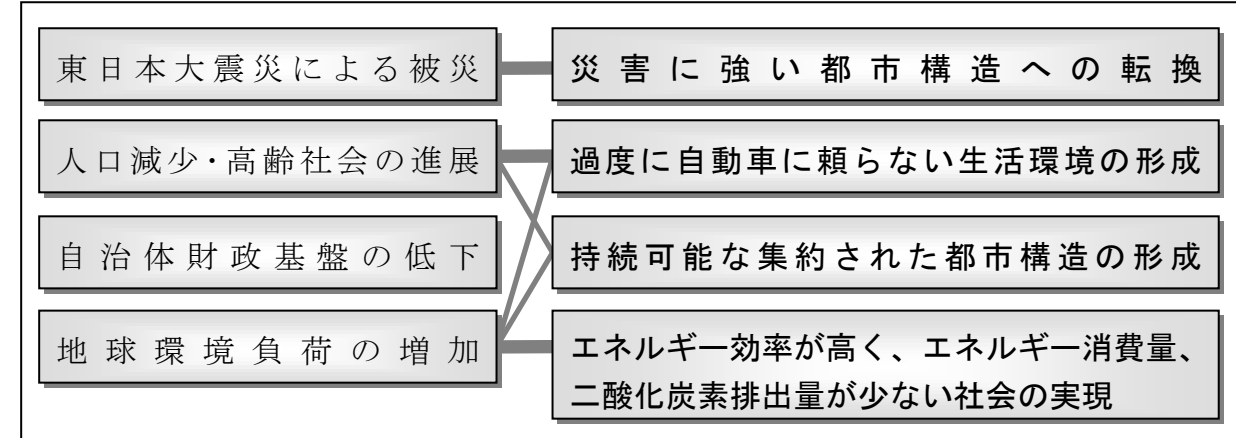 東日本大震災による被災
災害に強い都市構造への転換
人口減少・高齢社会の進展
過度に自動車に頼らない生活環境の形成
自治体財政基盤の低下
持続可能な集約された都市構造の形成
地球環境負荷の増加
エネルギー効率が高く、エネルギー消費量、
二酸化炭素排出量が少ない社会の実現